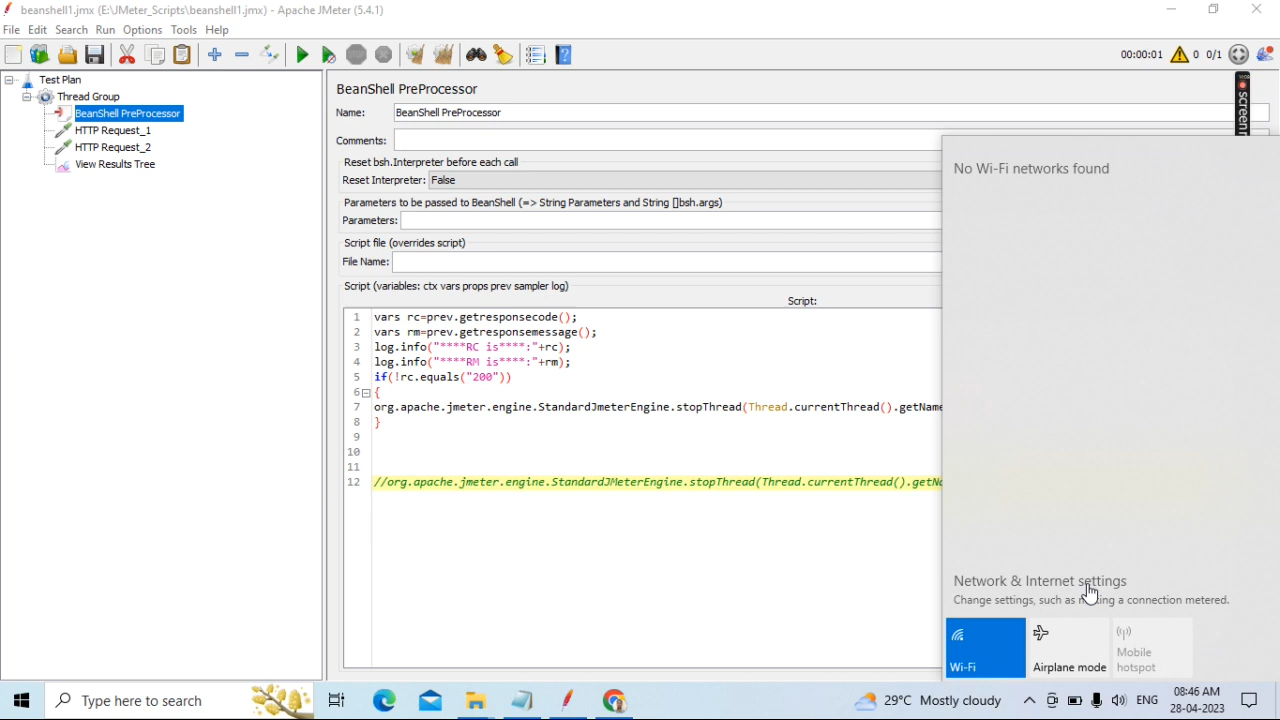 beanshell1.jmx (E:\JMeter_Scripts\beanshell1.jmx) - Apache JMeter (5.4.1)
File Edit Search Run Options Tools Help
00:00:01 0 0/1
Test Plan
Thread Group
BeanShell PreProcessor
HTTP Request_1
HTTP Request_2
View Results Tree
BeanShell PreProcessor
Name: BeanShell PreProcessor
Comments:
Reset bsh.Interpreter before each call
Reset Interpreter: False
Parameters to be passed to BeanShell (=> String Parameters and String []bsh.args)
Parameters:
Script file (overrides script)
File Name:
Script (variables: ctx vars props prev sampler log)
Script:
1 vars rc=prev.getresponsecode();
2 vars rm=prev.getresponsemessage();
3 log.info("****RC is****:"+rc);
4 log.info("****RM is****:"+rm);
5 if(!rc.equals("200"))
6 {
7 org.apache.jmeter.engine.StandardJmeterEngine.stopThread(Thread.currentThread().getName
8 }
9
10
11
12 //org.apache.jmeter.engine.StandardJMeterEngine.stopThread(Thread.currentThread().getNa
screen
No Wi-Fi networks found
Network & Internet settings
Change settings, such as making a connection metered.
Wi-Fi
Airplane mode
Mobile hotspot
Type here to search
29°C Mostly cloudy
ENG
08:46 AM
28-04-2023